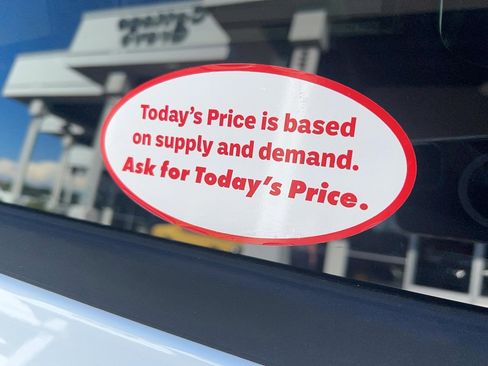 Today's Price is based
on supply and demand.
Ask for Today's Price.